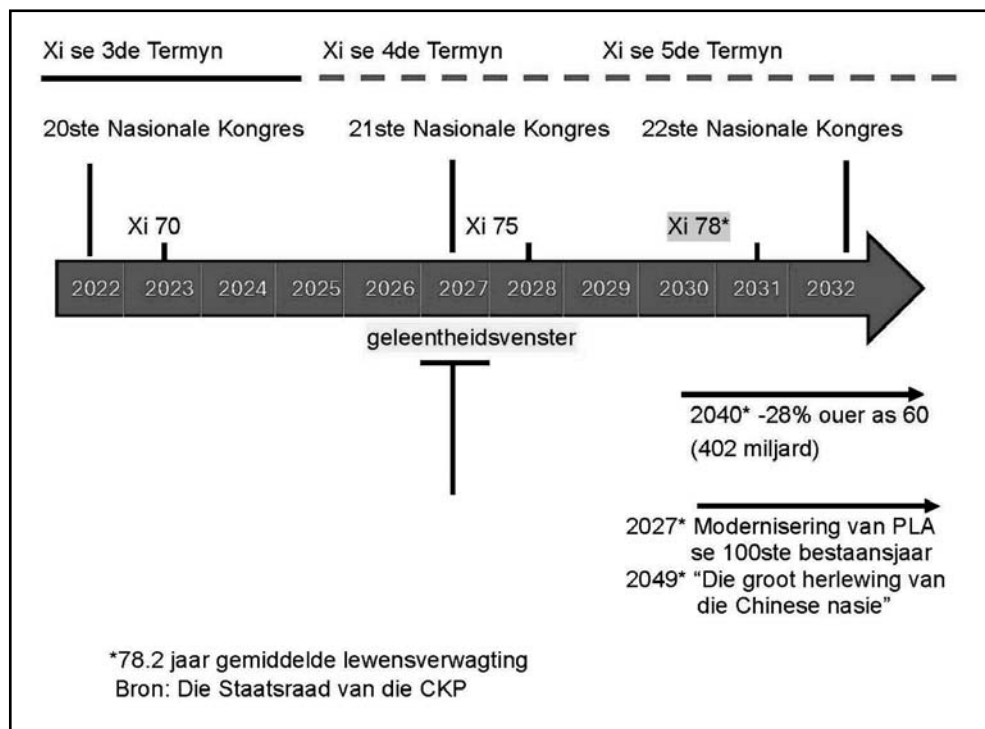 Xi se 3de Termyn
Xi se 4de Termyn
Xi se 5de Termyn
20ste Nasionale Kongres
21ste Nasionale Kongres
22ste Nasionale Kongres
Xi 70
Xi 75
Xi 78*
2022 2023 2024 2025 2026 2027 2028 2029 2030 2031 2032
geleentheidsvenster
2040* -28% ouer as 60
(402 miljard)
2027* Modernisering van PLA
se 100ste bestaansjaar
2049* “Die groot herlewing van
die Chinese nasie”
*78.2 jaar gemiddelde lewensverwagting
Bron: Die Staatsraad van die CKP